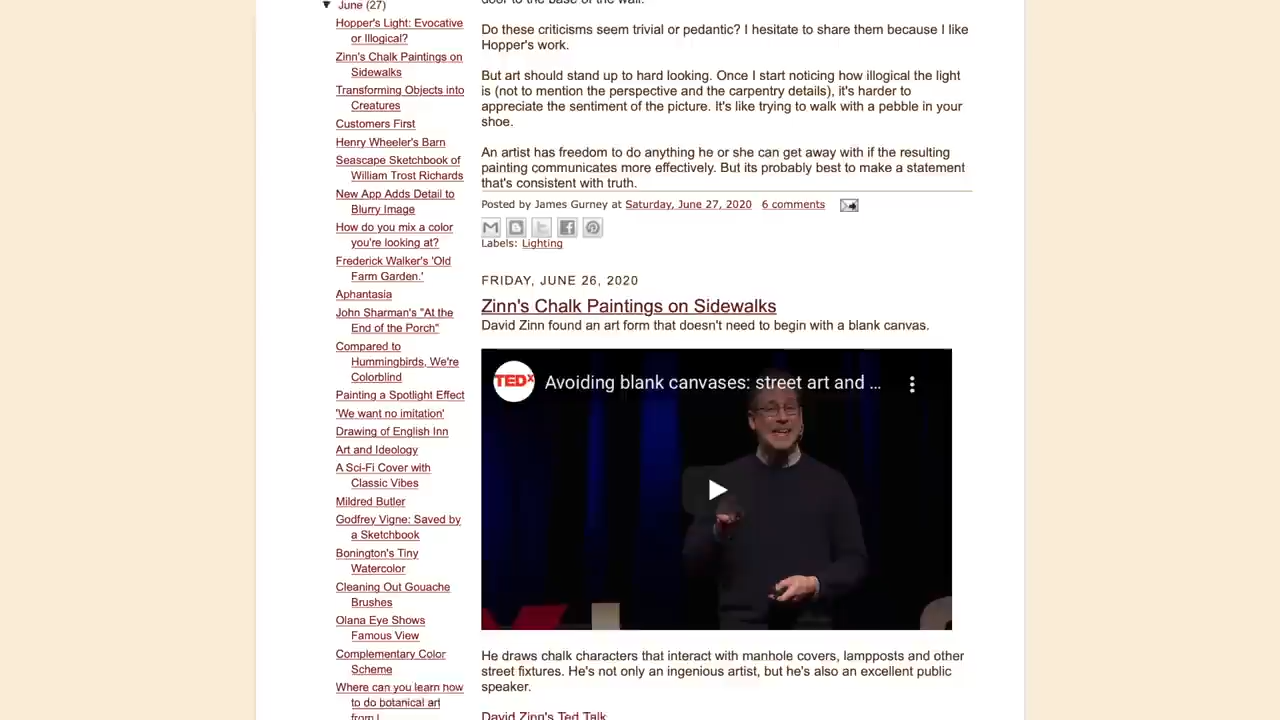 ▼ June (27)
Hopper's Light: Evocative
or Illogical?
Zinn's Chalk Paintings on
Sidewalks
Transforming Objects into
Creatures
Customers First
Henry Wheeler's Barn
Seascape Sketchbook of
William Trost Richards
New App Adds Detail to
Blurry Image
How do you mix a color
you're looking at?
Frederick Walker's 'Old
Farm Garden.'
Aphantasia
John Sharman's "At the
End of the Porch"
Compared to
Hummingbirds, We're
Colorblind
Painting a Spotlight Effect
'We want no imitation'
Drawing of English Inn
Art and Ideology
A Sci-Fi Cover with
Classic Vibes
Mildred Butler
Godfrey Vigne: Saved by
a Sketchbook
Bonington's Tiny
Watercolor
Cleaning Out Gouache
Brushes
Olana Eye Shows
Famous View
Complementary Color
Scheme
Where can you learn how
to do botanical art
door to the base of the wall.
Do these criticisms seem trivial or pedantic? I hesitate to share them because I like
Hopper's work.
But art should stand up to hard looking. Once I start noticing how illogical the light
is (not to mention the perspective and the carpentry details), it's harder to
appreciate the sentiment of the picture. It's like trying to walk with a pebble in your
shoe.
An artist has freedom to do anything he or she can get away with if the resulting
painting communicates more effectively. But its probably best to make a statement
that's consistent with truth.
Posted by James Gurney at Saturday, June 27, 2020 6 comments
Labels: Lighting
FRIDAY, JUNE 26, 2020
Zinn's Chalk Paintings on Sidewalks
David Zinn found an art form that doesn't need to begin with a blank canvas.
TEDx Avoiding blank canvases: street art and ...
He draws chalk characters that interact with manhole covers, lampposts and other
street fixtures. He's not only an ingenious artist, but he's also an excellent public
speaker.
David Zinn's Ted Talk